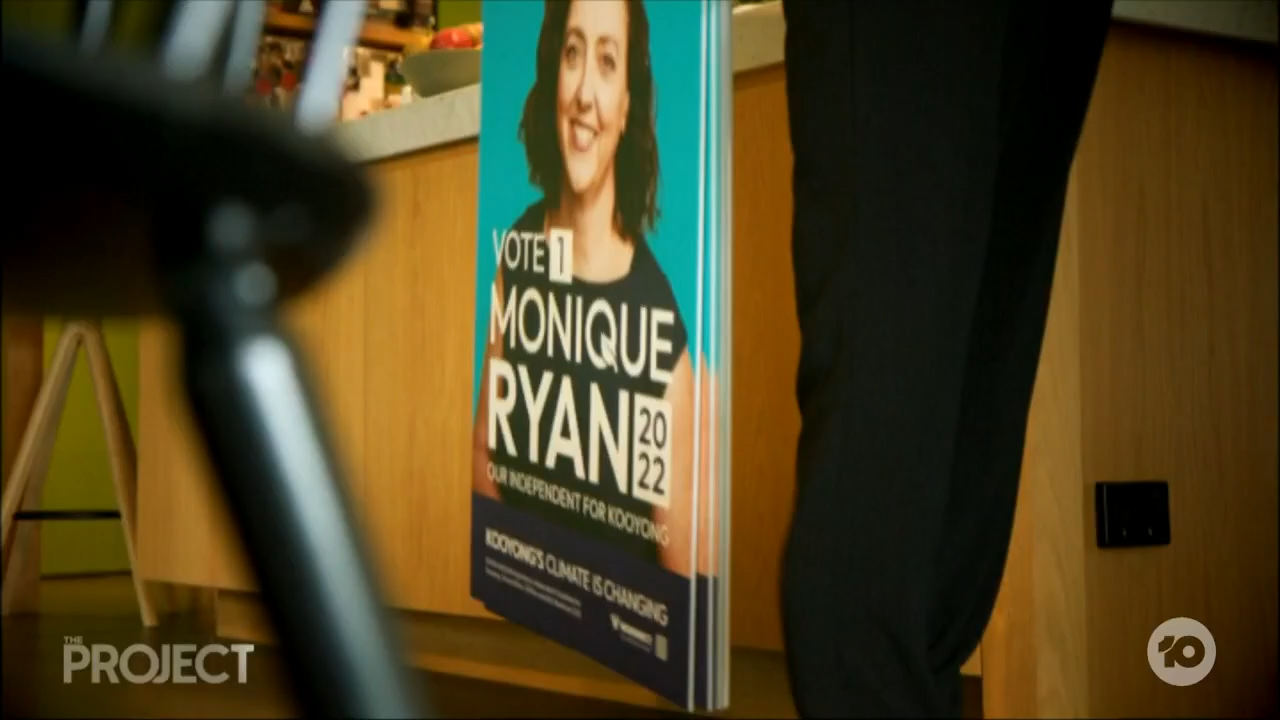 VOTE 1
MONIQUE
RYAN 20
22
OUR INDEPENDENT FOR KOOYONG
KOOYONG'S CLIMATE IS CHANGING
THE
PROJECT
10